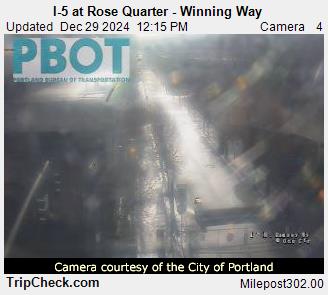 I-5 at Rose Quarter - Winning Way
Updated Dec 29 2024 12:15 PM Camera 4
PBOT
PORTLAND BUREAU OF TRANSPORTATION
Camera courtesy of the City of Portland
TripCheck.com Milepost302.00